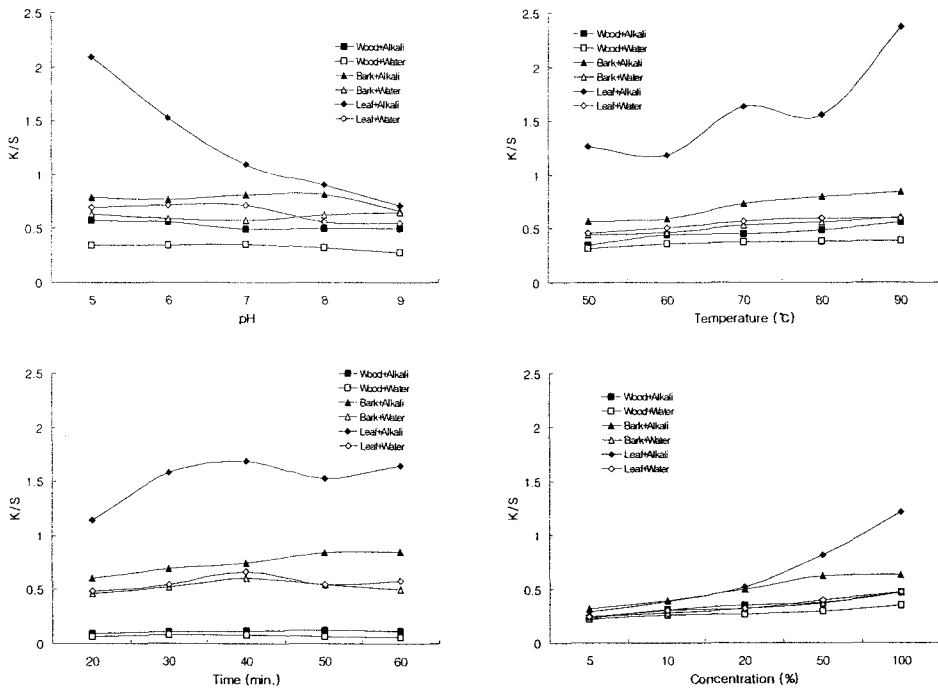 2.5
2
1.5
1
0.5
0
K/S
5 6 7 8 9
pH
Wood+Alkali
Wood+Water
Bark+Alkali
Bark+Water
Leaf+Alkali
Leaf+Water
2.5
2
1.5
1
0.5
0
K/S
50 60 70 80 90
Temperature (℃)
Wood+Alkali
Wood+Water
Bark+Alkali
Bark+Water
Leaf+Alkali
Leaf+Water
2.5
2
1.5
1
0.5
0
K/S
20 30 40 50 60
Time (min.)
Wood+Alkali
Wood+Water
Bark+Alkali
Bark+Water
Leaf+Alkali
Leaf+Water
2.5
2
1.5
1
0.5
0
K/S
5 10 20 50 100
Concentration (%)
Wood+Alkali
Wood+Water
Bark+Alkali
Bark+Water
Leaf+Alkali
Leaf+Water